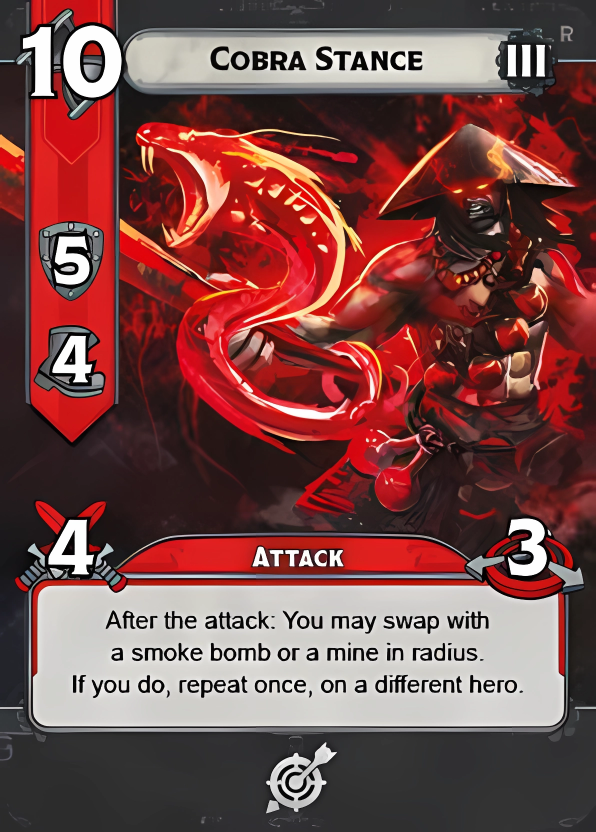 10
COBRA STANCE
III
R
5
4
4
ATTACK
3
After the attack: You may swap with
a smoke bomb or a mine in radius.
If you do, repeat once, on a different hero.